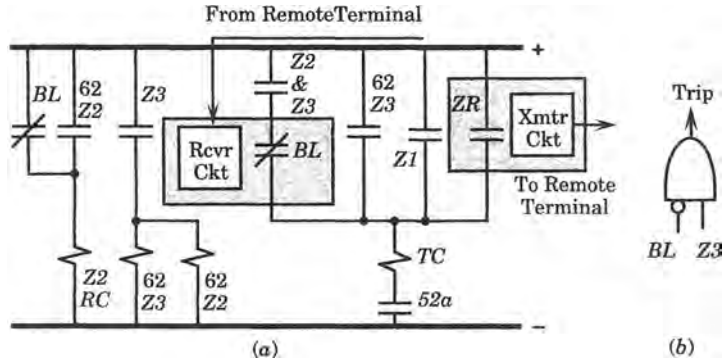 From RemoteTerminal
+
BL
62
Z2
Z3
Z2
&
Z3
62
Z3
ZR
Xmtr
Ckt
Trip
Rcvr
Ckt
BL
Z1
To Remote
Terminal
Z2
RC
62
Z3
62
Z2
TC
52a
BL
Z3
–
(a)
(b)